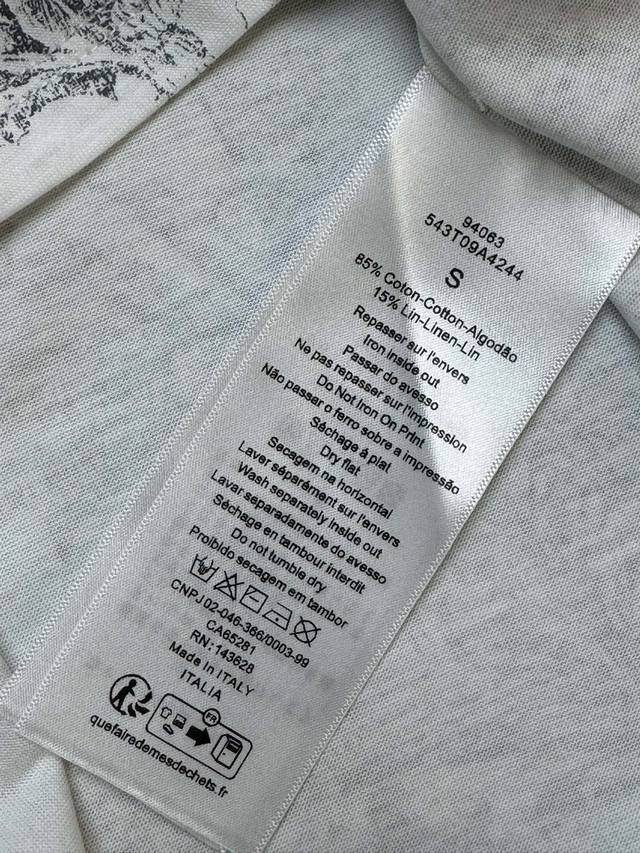 94063
543T09A4244
S
85% Coton-Cotton-Algodão
15% Lin-Linen-Lin
Repasser sur l'envers
Iron inside out
Passar do avesso
Ne pas repasser sur l'impression
Do Not Iron On Print
Não passar o ferro sobre a impressão
Séchage à plat
Dry flat
Secagem na horizontal
Laver séparément sur l'envers
Wash separately inside out
Lavar separadamente do avesso
Séchage en tambour interdit
Do not tumble dry
Proibido secagem em tambor
CNPJ 02-046-366/0003-99
CA65281
RN: 143628
Made in ITALY
ITALIA
FR
quefairedemesdechets.fr